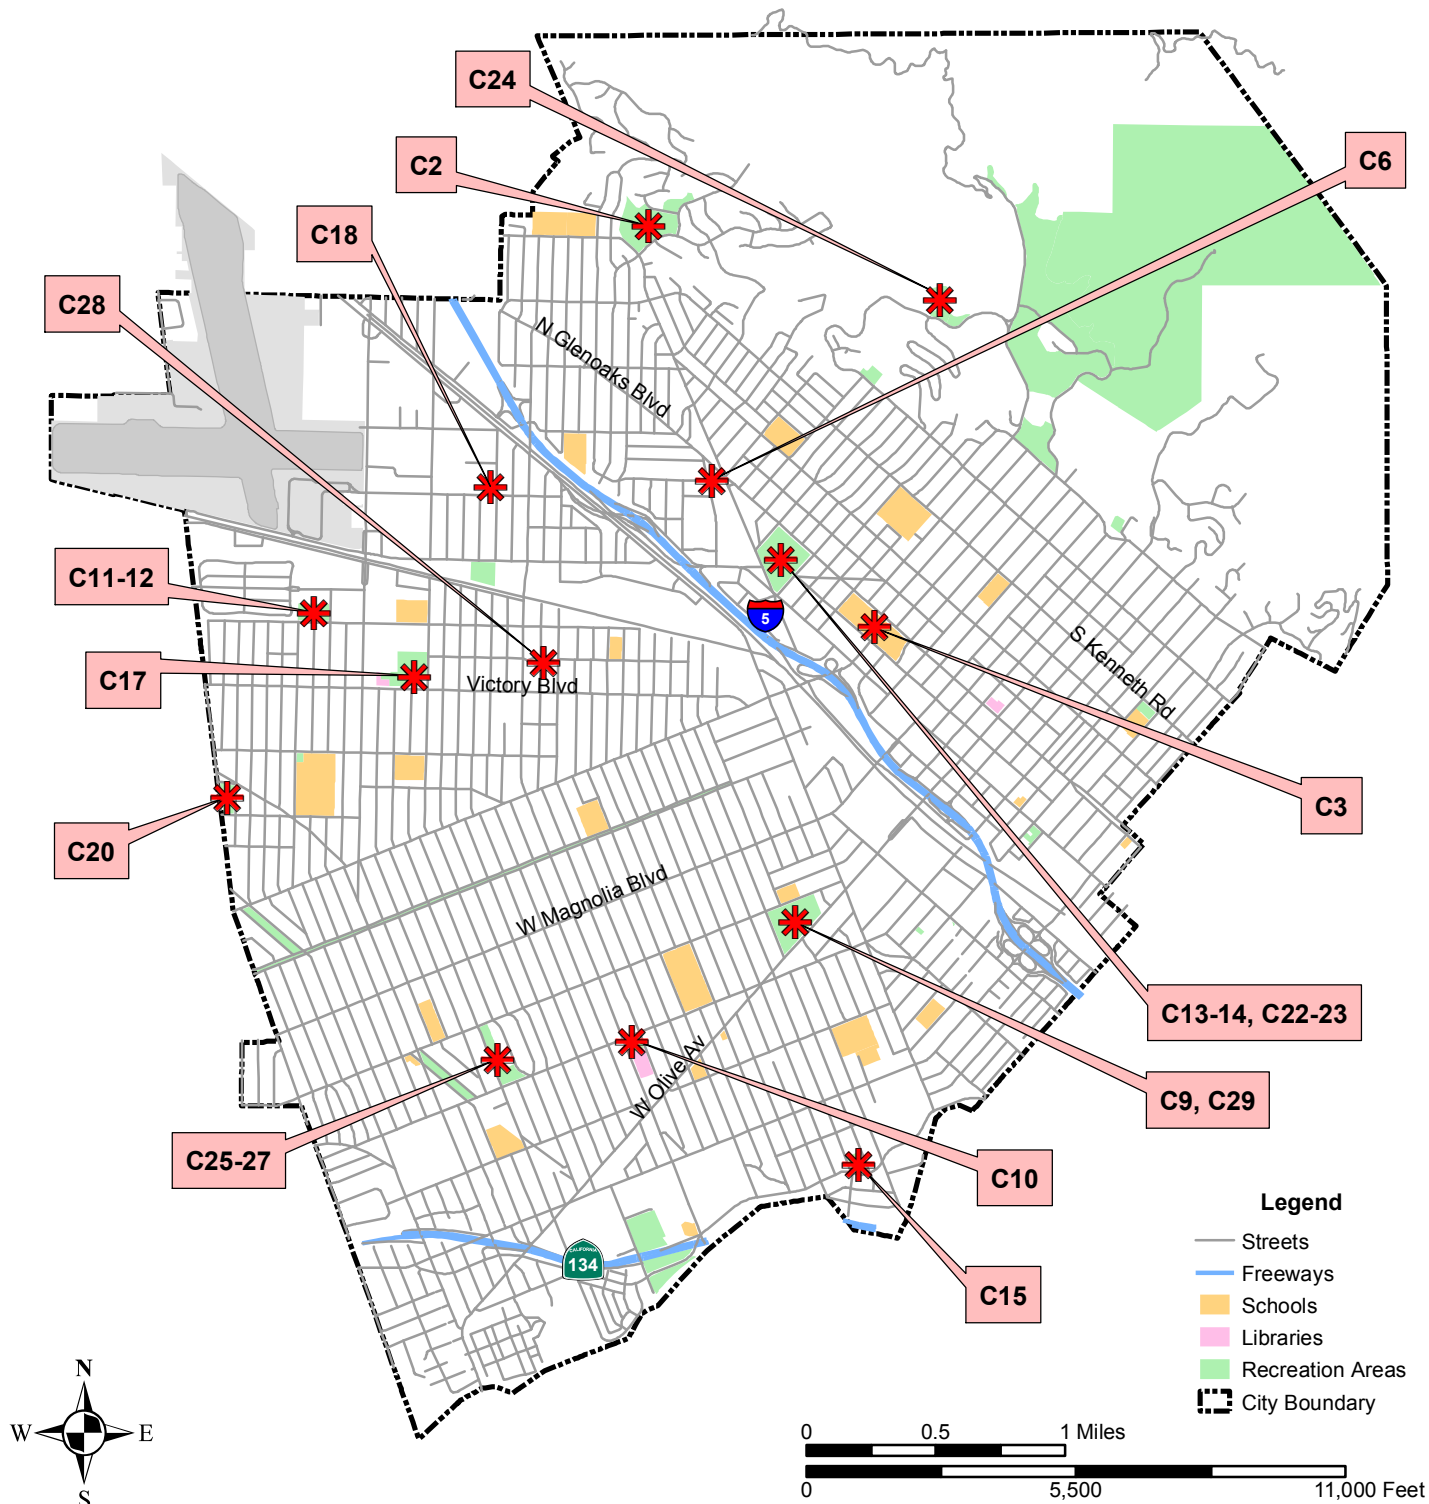 C24
C2
C6
C18
C28
N Glenoaks Blvd
C11-12
5
S Kenneth Rd
C17
Victory Blvd
C3
C20
W Magnolia Blvd
C13-14, C22-23
W Olive Av
C9, C29
C25-27
C10
CALIFORNIA
134
C15
Legend
Streets
Freeways
Schools
Libraries
Recreation Areas
City Boundary
N
W E
S
0 0.5 1 Miles
0 5,500 11,000 Feet